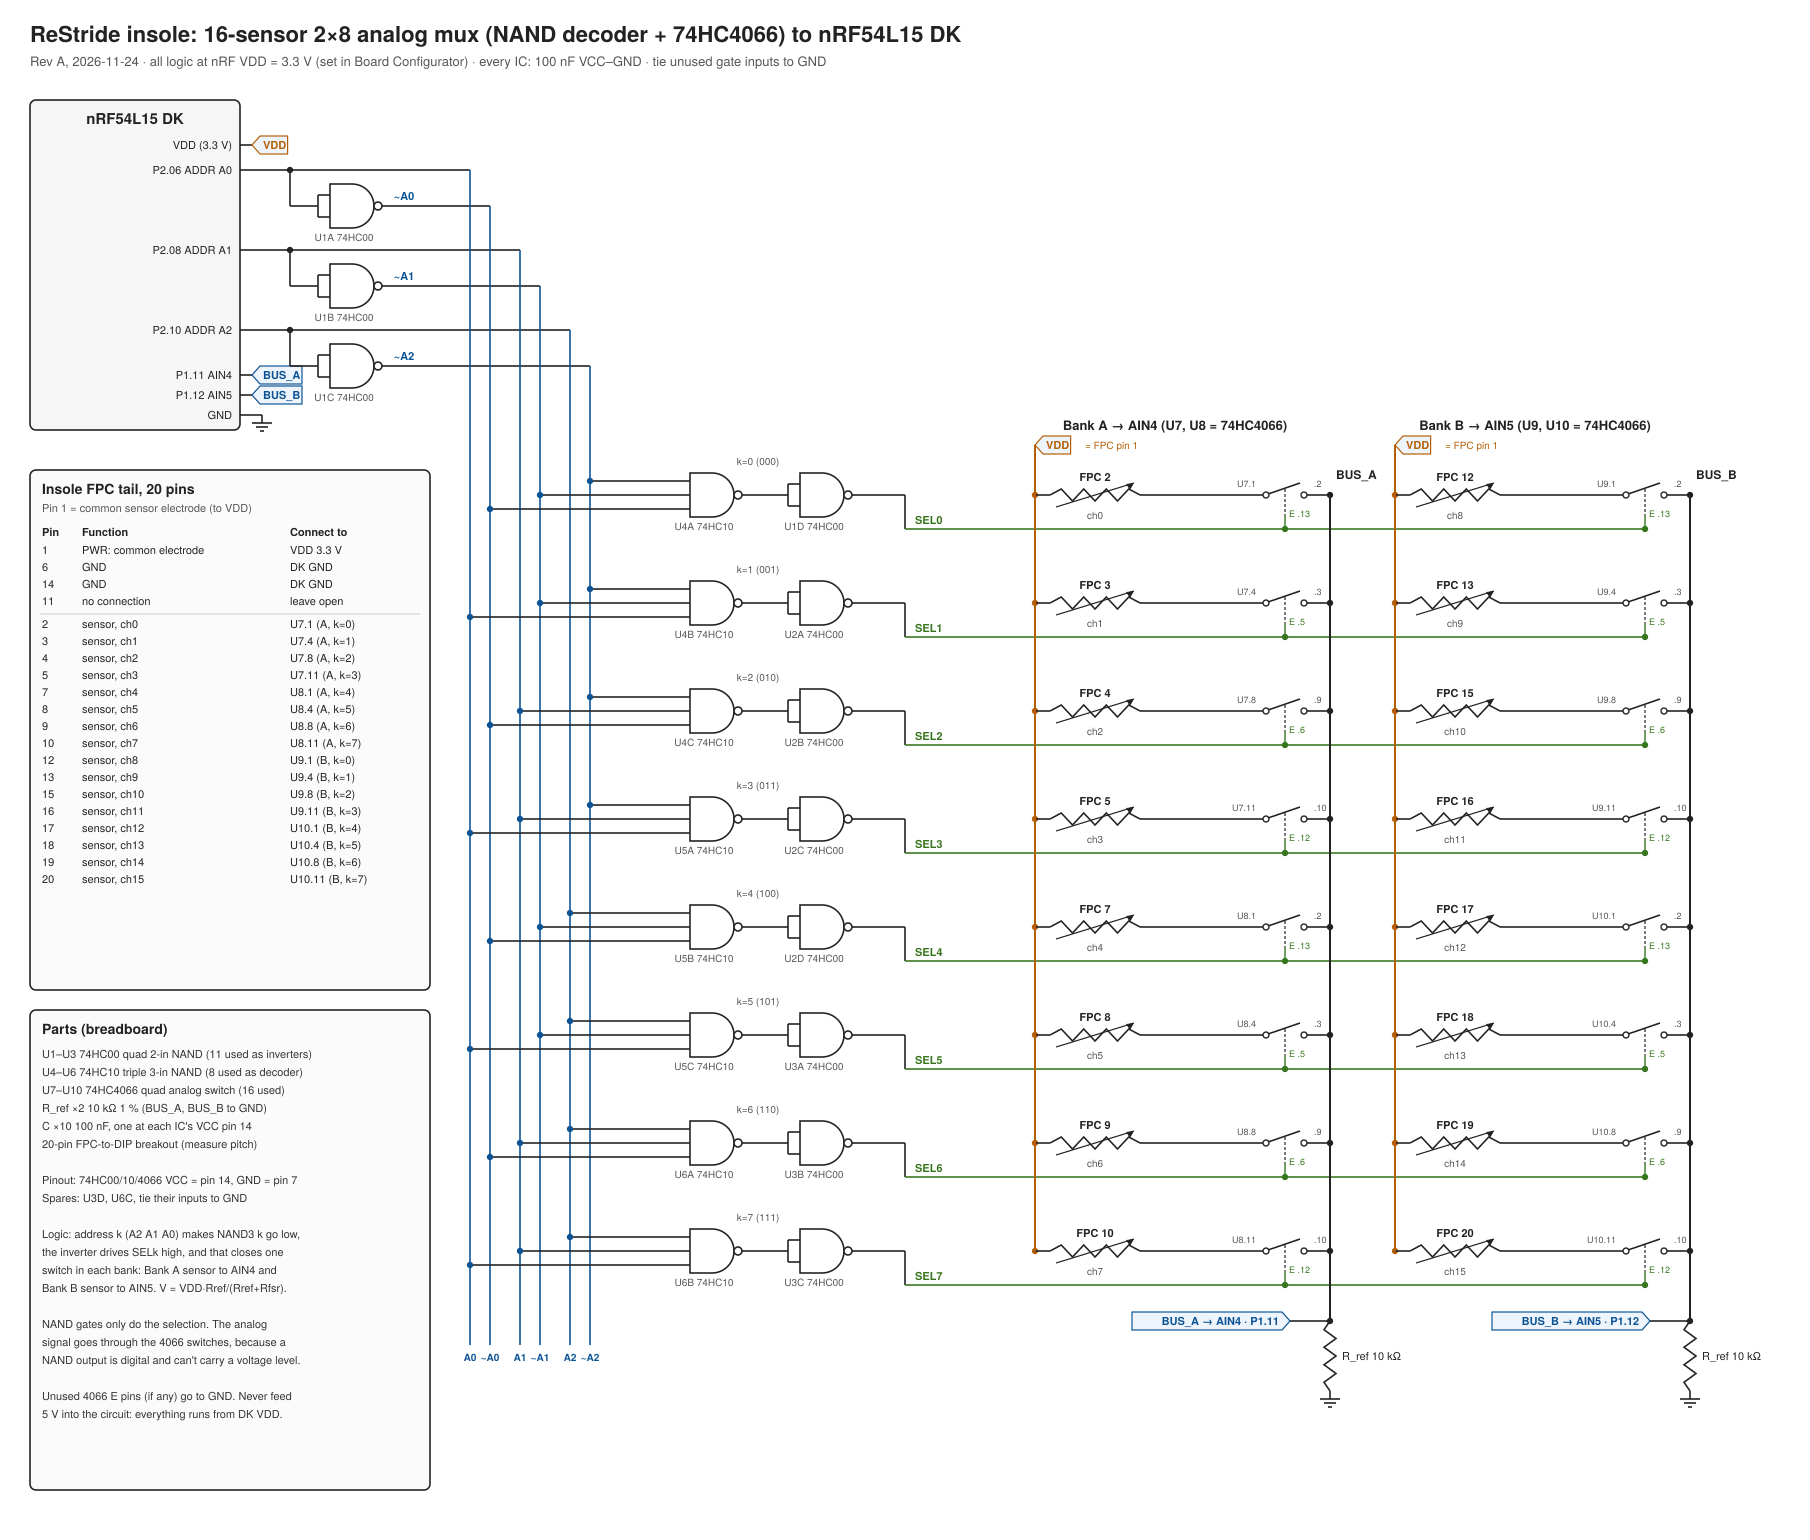 ReStride insole: 16-sensor 2×8 analog mux (NAND decoder + 74HC4066) to nRF54L15 DK
Rev A, 2026-11-24 · all logic at nRF VDD = 3.3 V (set in Board Configurator) · every IC: 100 nF VCC–GND · tie unused gate inputs to GND
nRF54L15 DK
VDD (3.3 V)
VDD
P2.06 ADDR A0
~A0
U1A 74HC00
P2.08 ADDR A1
~A1
U1B 74HC00
P2.10 ADDR A2
~A2
U1C 74HC00
P1.11 AIN4
BUS_A
P1.12 AIN5
BUS_B
GND
Insole FPC tail, 20 pins
Pin 1 = common sensor electrode (to VDD)
Pin Function Connect to
1 PWR: common electrode VDD 3.3 V
6 GND DK GND
14 GND DK GND
11 no connection leave open
2 sensor, ch0 U7.1 (A, k=0)
3 sensor, ch1 U7.4 (A, k=1)
4 sensor, ch2 U7.8 (A, k=2)
5 sensor, ch3 U7.11 (A, k=3)
7 sensor, ch4 U8.1 (A, k=4)
8 sensor, ch5 U8.4 (A, k=5)
9 sensor, ch6 U8.8 (A, k=6)
10 sensor, ch7 U8.11 (A, k=7)
12 sensor, ch8 U9.1 (B, k=0)
13 sensor, ch9 U9.4 (B, k=1)
15 sensor, ch10 U9.8 (B, k=2)
16 sensor, ch11 U9.11 (B, k=3)
17 sensor, ch12 U10.1 (B, k=4)
18 sensor, ch13 U10.4 (B, k=5)
19 sensor, ch14 U10.8 (B, k=6)
20 sensor, ch15 U10.11 (B, k=7)
Parts (breadboard)
U1–U3 74HC00 quad 2-in NAND (11 used as inverters)
U4–U6 74HC10 triple 3-in NAND (8 used as decoder)
U7–U10 74HC4066 quad analog switch (16 used)
R_ref ×2 10 kΩ 1 % (BUS_A, BUS_B to GND)
C ×10 100 nF, one at each IC's VCC pin 14
20-pin FPC-to-DIP breakout (measure pitch)
Pinout: 74HC00/10/4066 VCC = pin 14, GND = pin 7
Spares: U3D, U6C, tie their inputs to GND
Logic: address k (A2 A1 A0) makes NAND3 k go low,
the inverter drives SELk high, and that closes one
switch in each bank: Bank A sensor to AIN4 and
Bank B sensor to AIN5. V = VDD·Rref/(Rref+Rfsr).
NAND gates only do the selection. The analog
signal goes through the 4066 switches, because a
NAND output is digital and can't carry a voltage level.
Unused 4066 E pins (if any) go to GND. Never feed
5 V into the circuit: everything runs from DK VDD.
A0 ~A0 A1 ~A1 A2 ~A2
Bank A → AIN4 (U7, U8 = 74HC4066)
VDD = FPC pin 1
BUS_A
Bank B → AIN5 (U9, U10 = 74HC4066)
VDD = FPC pin 1
BUS_B
k=0 (000)
U4A 74HC10 U1D 74HC00
SEL0
FPC 2 U7.1 .2
ch0 E .13
FPC 12 U9.1 .2
ch8 E .13
k=1 (001)
U4B 74HC10 U2A 74HC00
SEL1
FPC 3 U7.4 .3
ch1 E .5
FPC 13 U9.4 .3
ch9 E .5
k=2 (010)
U4C 74HC10 U2B 74HC00
SEL2
FPC 4 U7.8 .9
ch2 E .6
FPC 15 U9.8 .9
ch10 E .6
k=3 (011)
U5A 74HC10 U2C 74HC00
SEL3
FPC 5 U7.11 .10
ch3 E .12
FPC 16 U9.11 .10
ch11 E .12
k=4 (100)
U5B 74HC10 U2D 74HC00
SEL4
FPC 7 U8.1 .2
ch4 E .13
FPC 17 U10.1 .2
ch12 E .13
k=5 (101)
U5C 74HC10 U3A 74HC00
SEL5
FPC 8 U8.4 .3
ch5 E .5
FPC 18 U10.4 .3
ch13 E .5
k=6 (110)
U6A 74HC10 U3B 74HC00
SEL6
FPC 9 U8.8 .9
ch6 E .6
FPC 19 U10.8 .9
ch14 E .6
k=7 (111)
U6B 74HC10 U3C 74HC00
SEL7
FPC 10 U8.11 .10
ch7 E .12
FPC 20 U10.11 .10
ch15 E .12
BUS_A → AIN4 · P1.11
R_ref 10 kΩ
BUS_B → AIN5 · P1.12
R_ref 10 kΩ